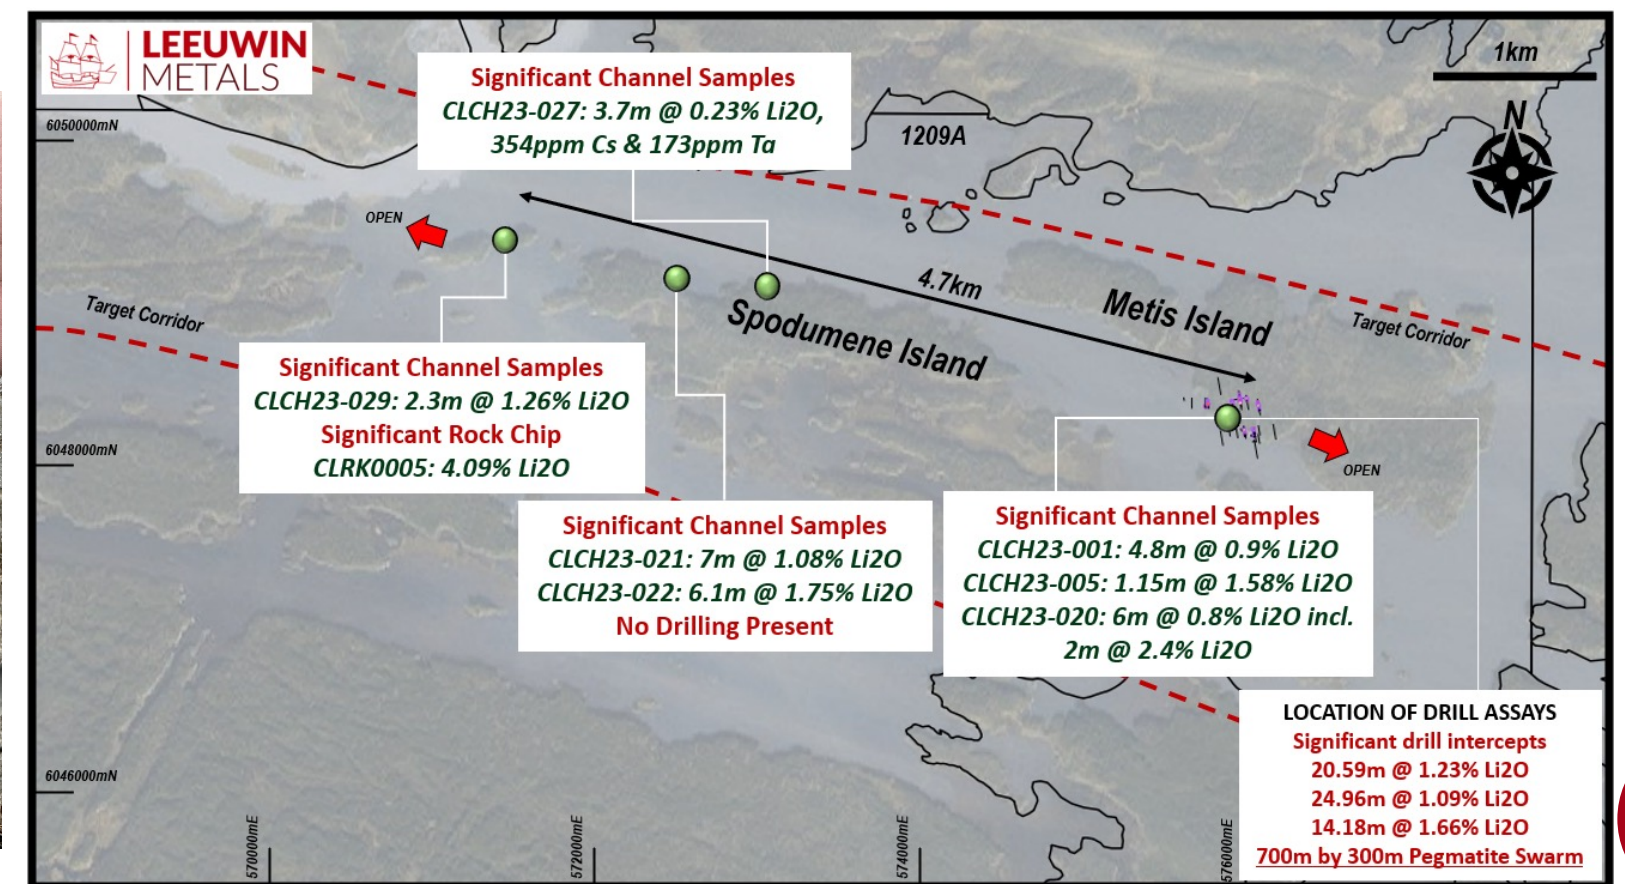 LEEUWIN
METALS
Significant Channel Samples
CLCH23-027: 3.7m @ 0.23% Li2O,
354ppm Cs & 173ppm Ta
1km
N
6050000mN
1209A
OPEN
4.7km
Metis Island
Spodumene Island
Target Corridor
Target Corridor
Significant Channel Samples
CLCH23-029: 2.3m @ 1.26% Li2O
Significant Rock Chip
CLRK0005: 4.09% Li2O
6048000mN
OPEN
Significant Channel Samples
CLCH23-021: 7m @ 1.08% Li2O
CLCH23-022: 6.1m @ 1.75% Li2O
No Drilling Present
Significant Channel Samples
CLCH23-001: 4.8m @ 0.9% Li2O
CLCH23-005: 1.15m @ 1.58% Li2O
CLCH23-020: 6m @ 0.8% Li2O incl.
2m @ 2.4% Li2O
LOCATION OF DRILL ASSAYS
Significant drill intercepts
20.59m @ 1.23% Li2O
24.96m @ 1.09% Li2O
14.18m @ 1.66% Li2O
700m by 300m Pegmatite Swarm
6046000mN
570000mE
572000mE
574000mE
576000mE